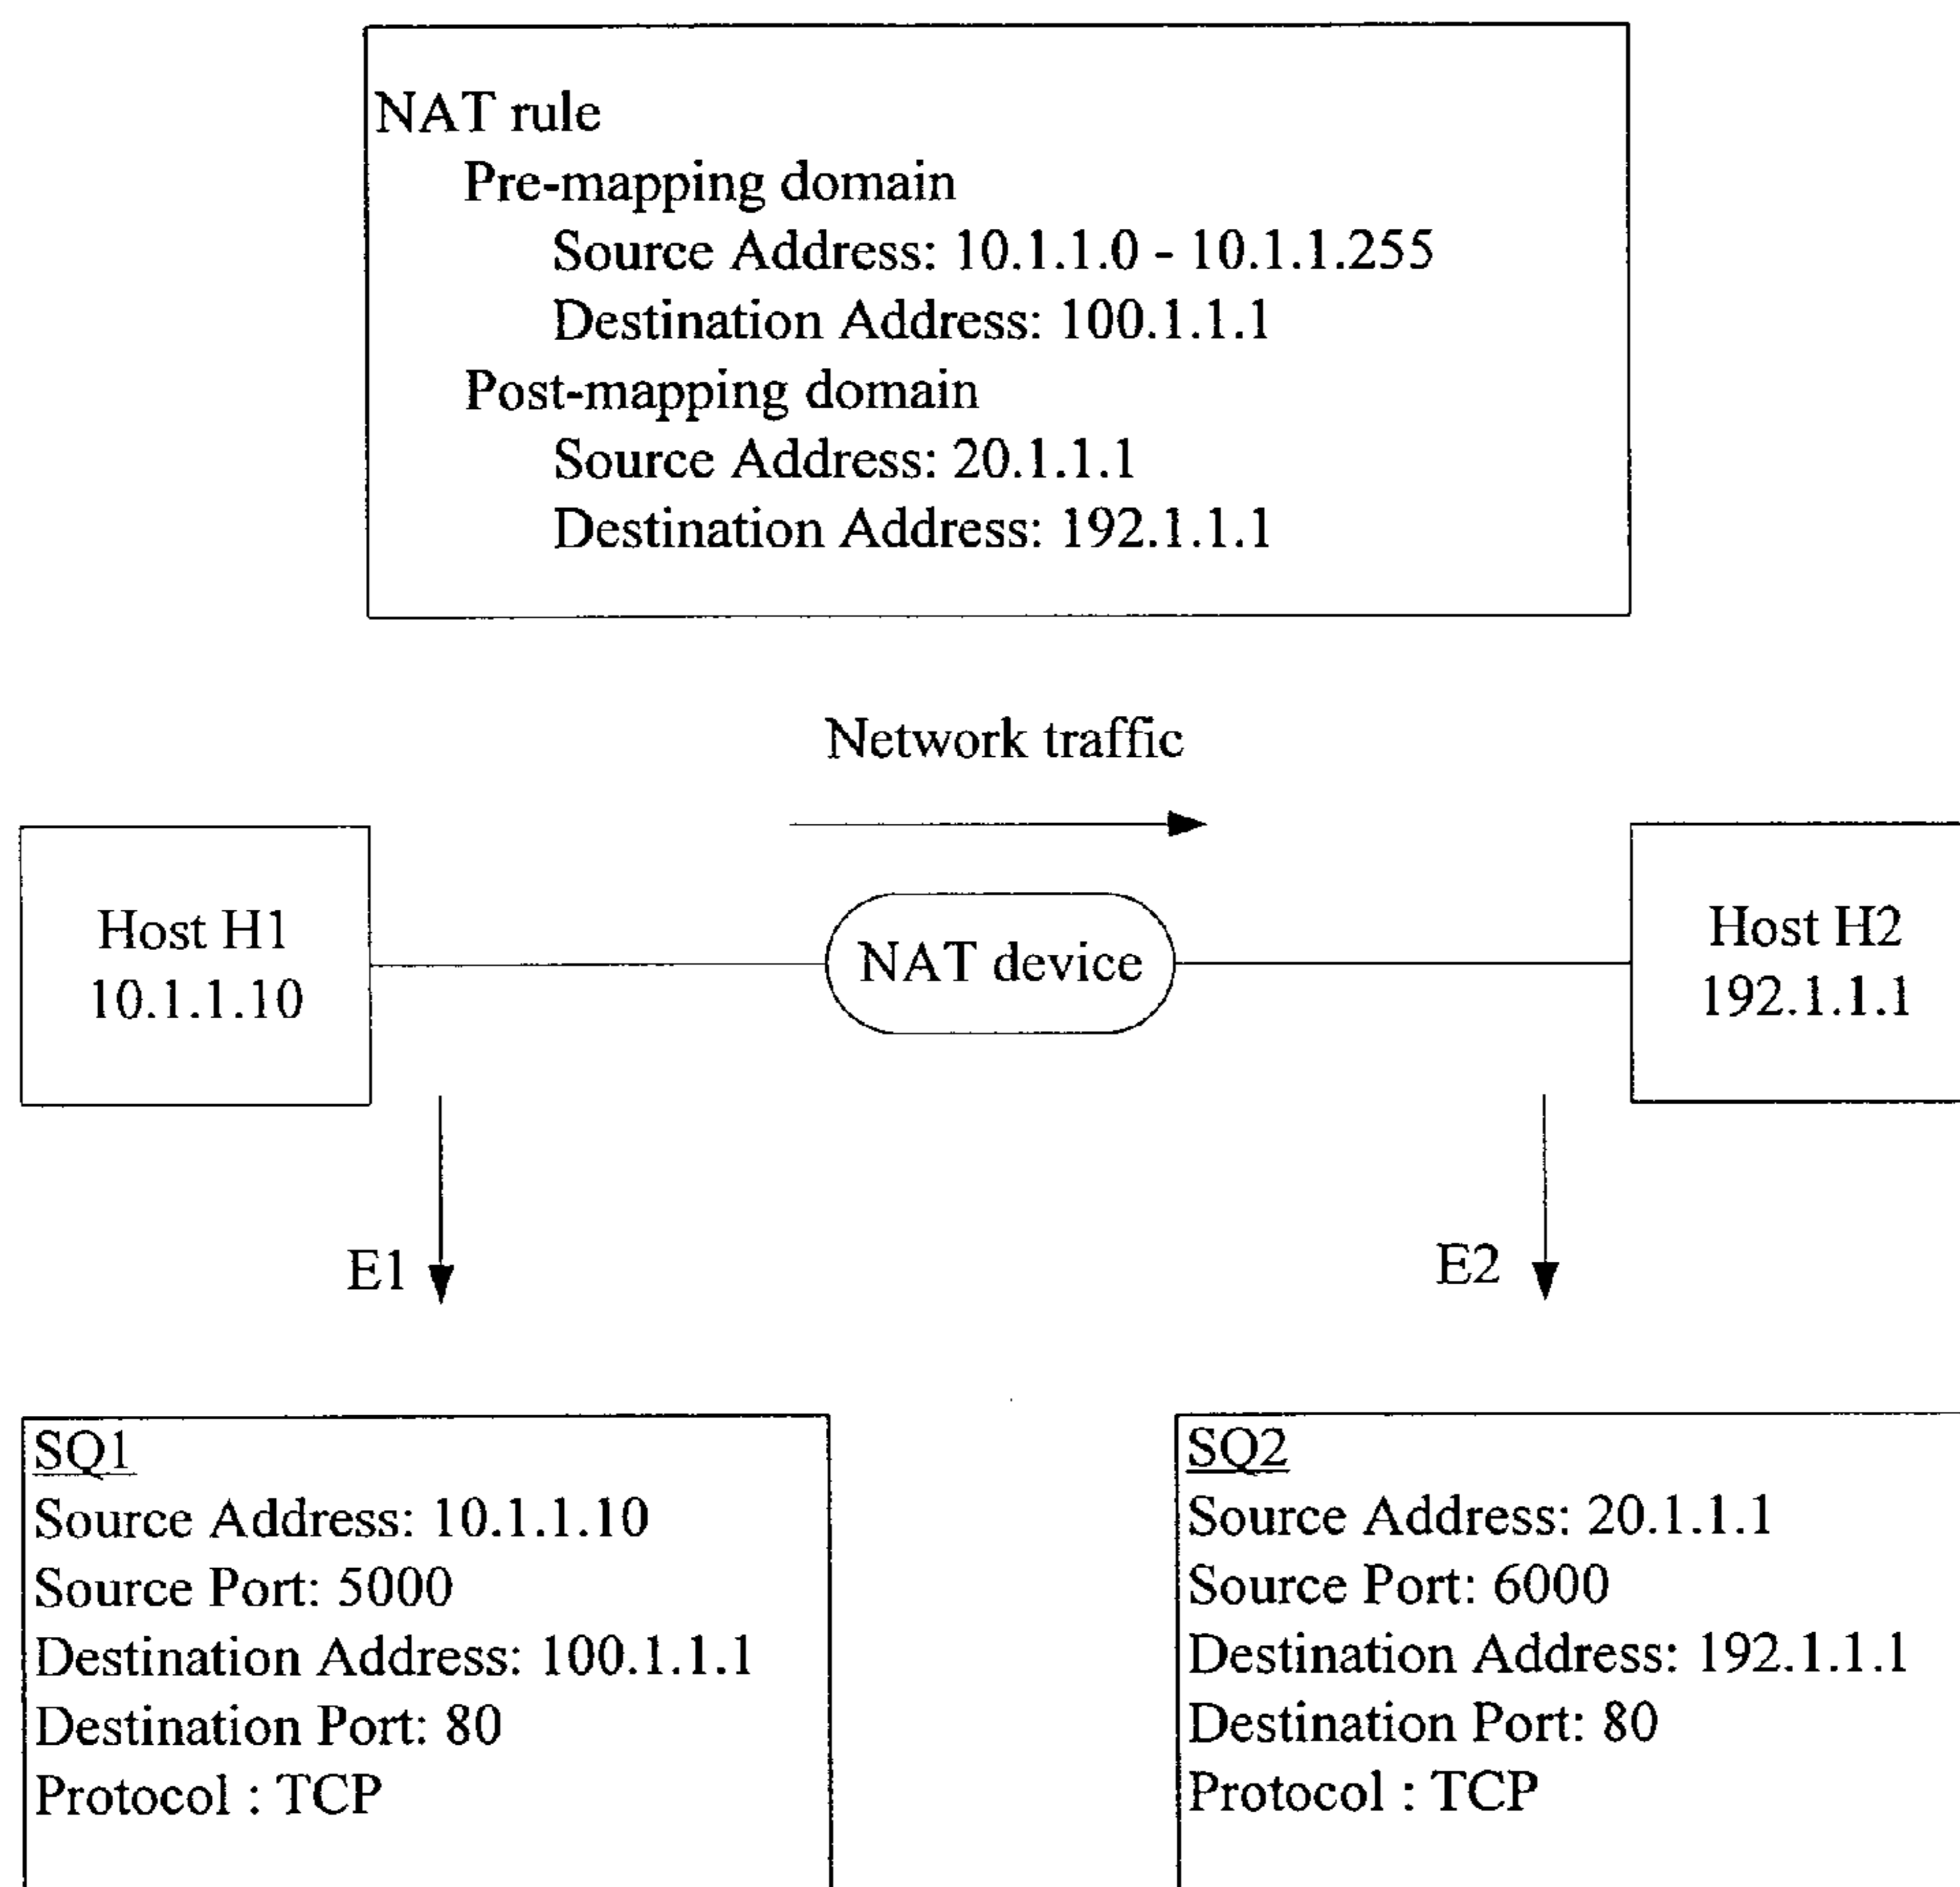 NAT rule
Pre-mapping domain
Source Address: 10.1.1.0 - 10.1.1.255
Destination Address: 100.1.1.1
Post-mapping domain
Source Address: 20.1.1.1
Destination Address: 192.1.1.1
Network traffic
Host H1
10.1.1.10
NAT device
Host H2
192.1.1.1
E1
E2
SQ1
Source Address: 10.1.1.10
Source Port: 5000
Destination Address: 100.1.1.1
Destination Port: 80
Protocol : TCP
SQ2
Source Address: 20.1.1.1
Source Port: 6000
Destination Address: 192.1.1.1
Destination Port: 80
Protocol : TCP